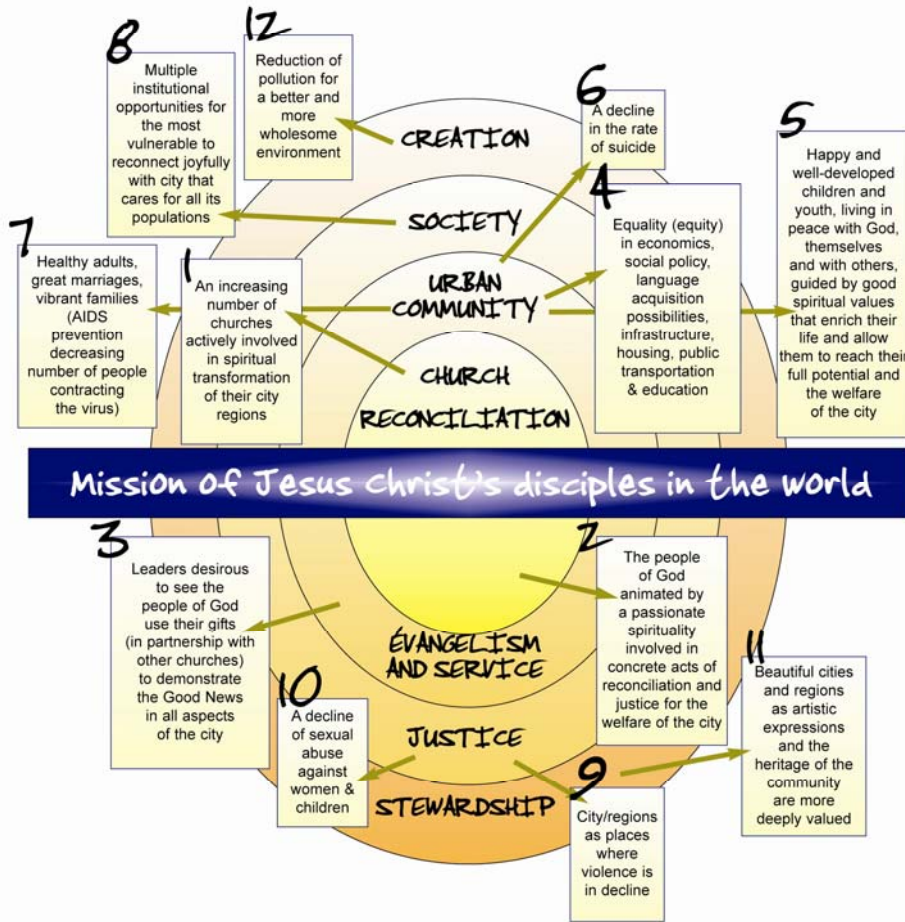 8
Multiple
institutional
opportunities for
the most
vulnerable to
reconnect joyfully
with city that
cares for all its
populations
12
Reduction of
pollution for
a better and
more
wholesome
environment
CREATION
6
A decline
in the rate
of suicide
5
Happy and
well-developed
children and
youth, living in
peace with God,
themselves
and with others,
guided by good
spiritual values
that enrich their
life and allow
them to reach their
full potential and
the welfare
of the city
SOCIETY
4
Equality (equity)
in economics,
social policy,
language
acquisition
possibilities,
infrastructure,
housing, public
transportation
& education
7
Healthy adults,
great marriages,
vibrant families
(AIDS
prevention
decreasing
number of people
contracting
the virus)
1
An increasing
number of
churches
actively involved
in spiritual
transformation
of their city
regions
URBAN
COMMUNITY
CHURCH
RECONCILIATION
Mission of Jesus Christ's disciples in the world
3
Leaders desirous
to see the
people of God
use their gifts
(in partnership with
other churches)
to demonstrate
the Good News
in all aspects
of the city
2
The people
of God
animated by
a passionate
spirituality
involved in
concrete acts of
reconciliation and
justice for the
welfare of the city
ÉVANGELISM
AND SERVICE
10
A decline
of sexual
abuse
against
women &
children
JUSTICE
11
Beautiful cities
and regions
as artistic
expressions
and the
heritage of the
community
are more
deeply valued
STEWARDSHIP
9
City/regions
as places
where
violence is
in decline